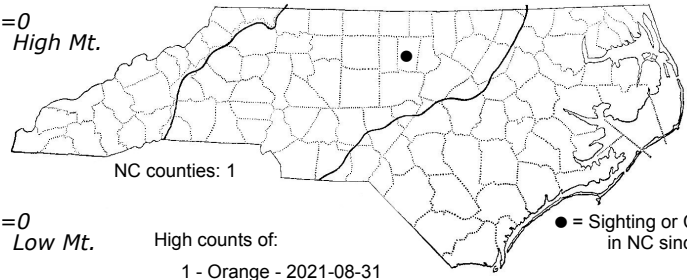 =0
High Mt.
NC counties: 1
=0
Low Mt.
High counts of:
1 - Orange - 2021-08-31
● = Sighting or
in NC